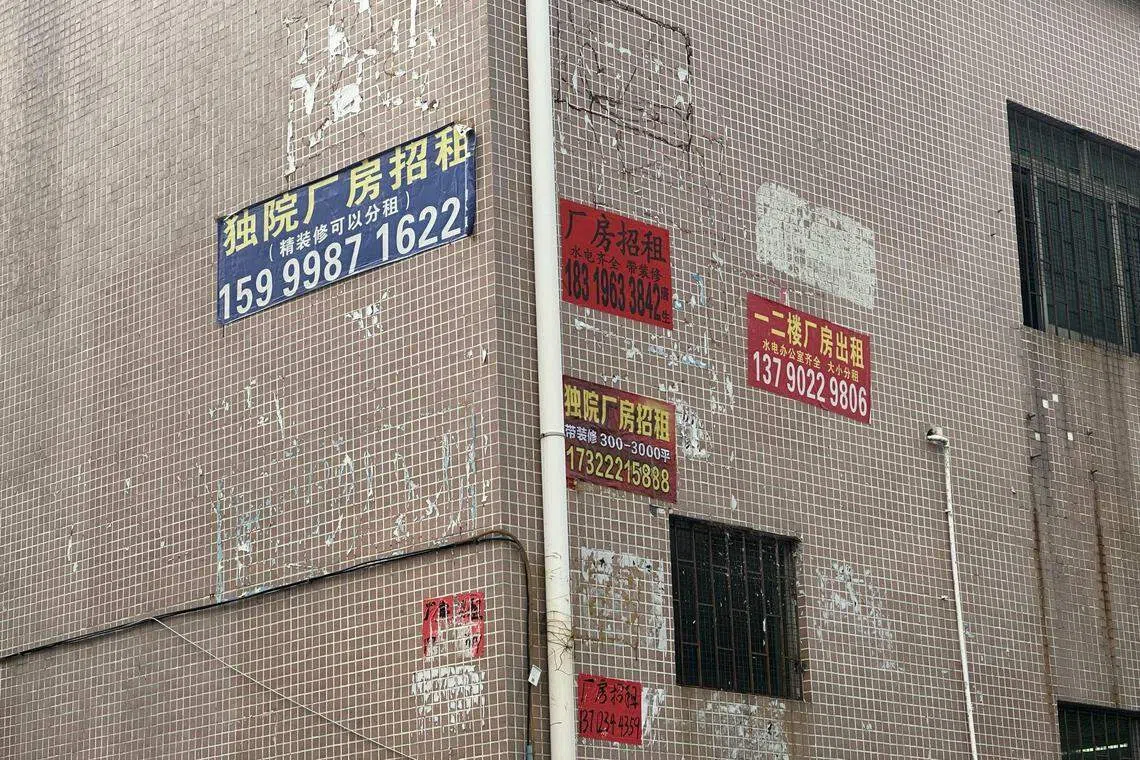 独院厂房招租
（精装修可以分租）
159 9987 1622
厂房招租
水电齐全 带装修
183 1963 3842
唐生
一二楼厂房出租
水电办公室齐全 大小分租
137 9022 9806
独院厂房招租
带装修 300-3000平
17322215888
厂房招租